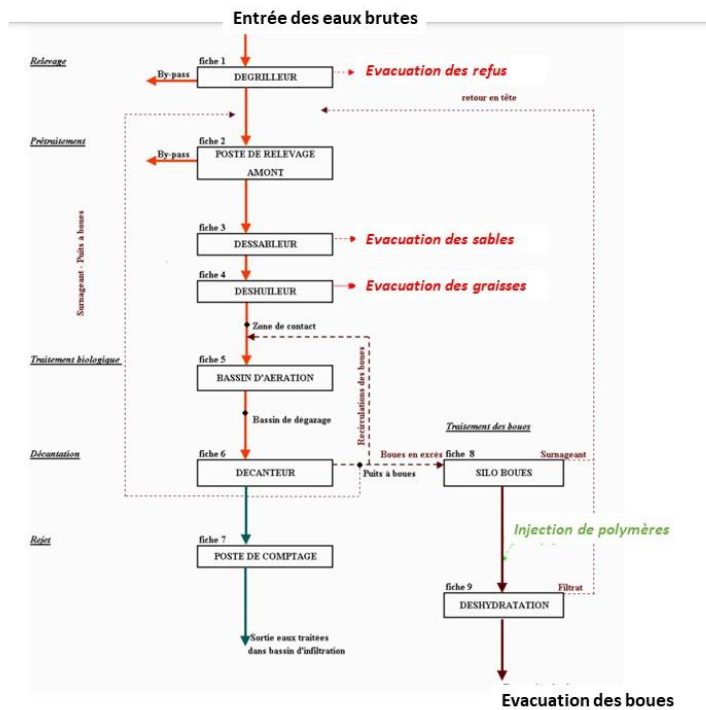 Entrée des eaux brutes
Relevage
fiche 1
By-pass
DEGRILLEUR
Evacuation des refus
retour en tête
Prétraitement
fiche 2
By-pass
POSTE DE RELEVAGE
AMONT
fiche 3
DESSABLEUR
Evacuation des sables
Surnageant - Puits à boues
fiche 4
DESHUILEUR
Evacuation des graisses
Zone de contact
Traitement biologique
fiche 5
BASSIN D'AERATION
Recirculations des boues
Bassin de dégazage
Traitement des boues
Décantation
fiche 6
DECANTEUR
Boues en excès
Puits à boues
fiche 8
Surnageant
SILO BOUES
Injection de polymères
Rejet
fiche 7
POSTE DE COMPTAGE
fiche 9
Filtrat
DESHYDRATATION
Sortie eaux traitées
dans bassin d'infiltration
Evacuation des boues